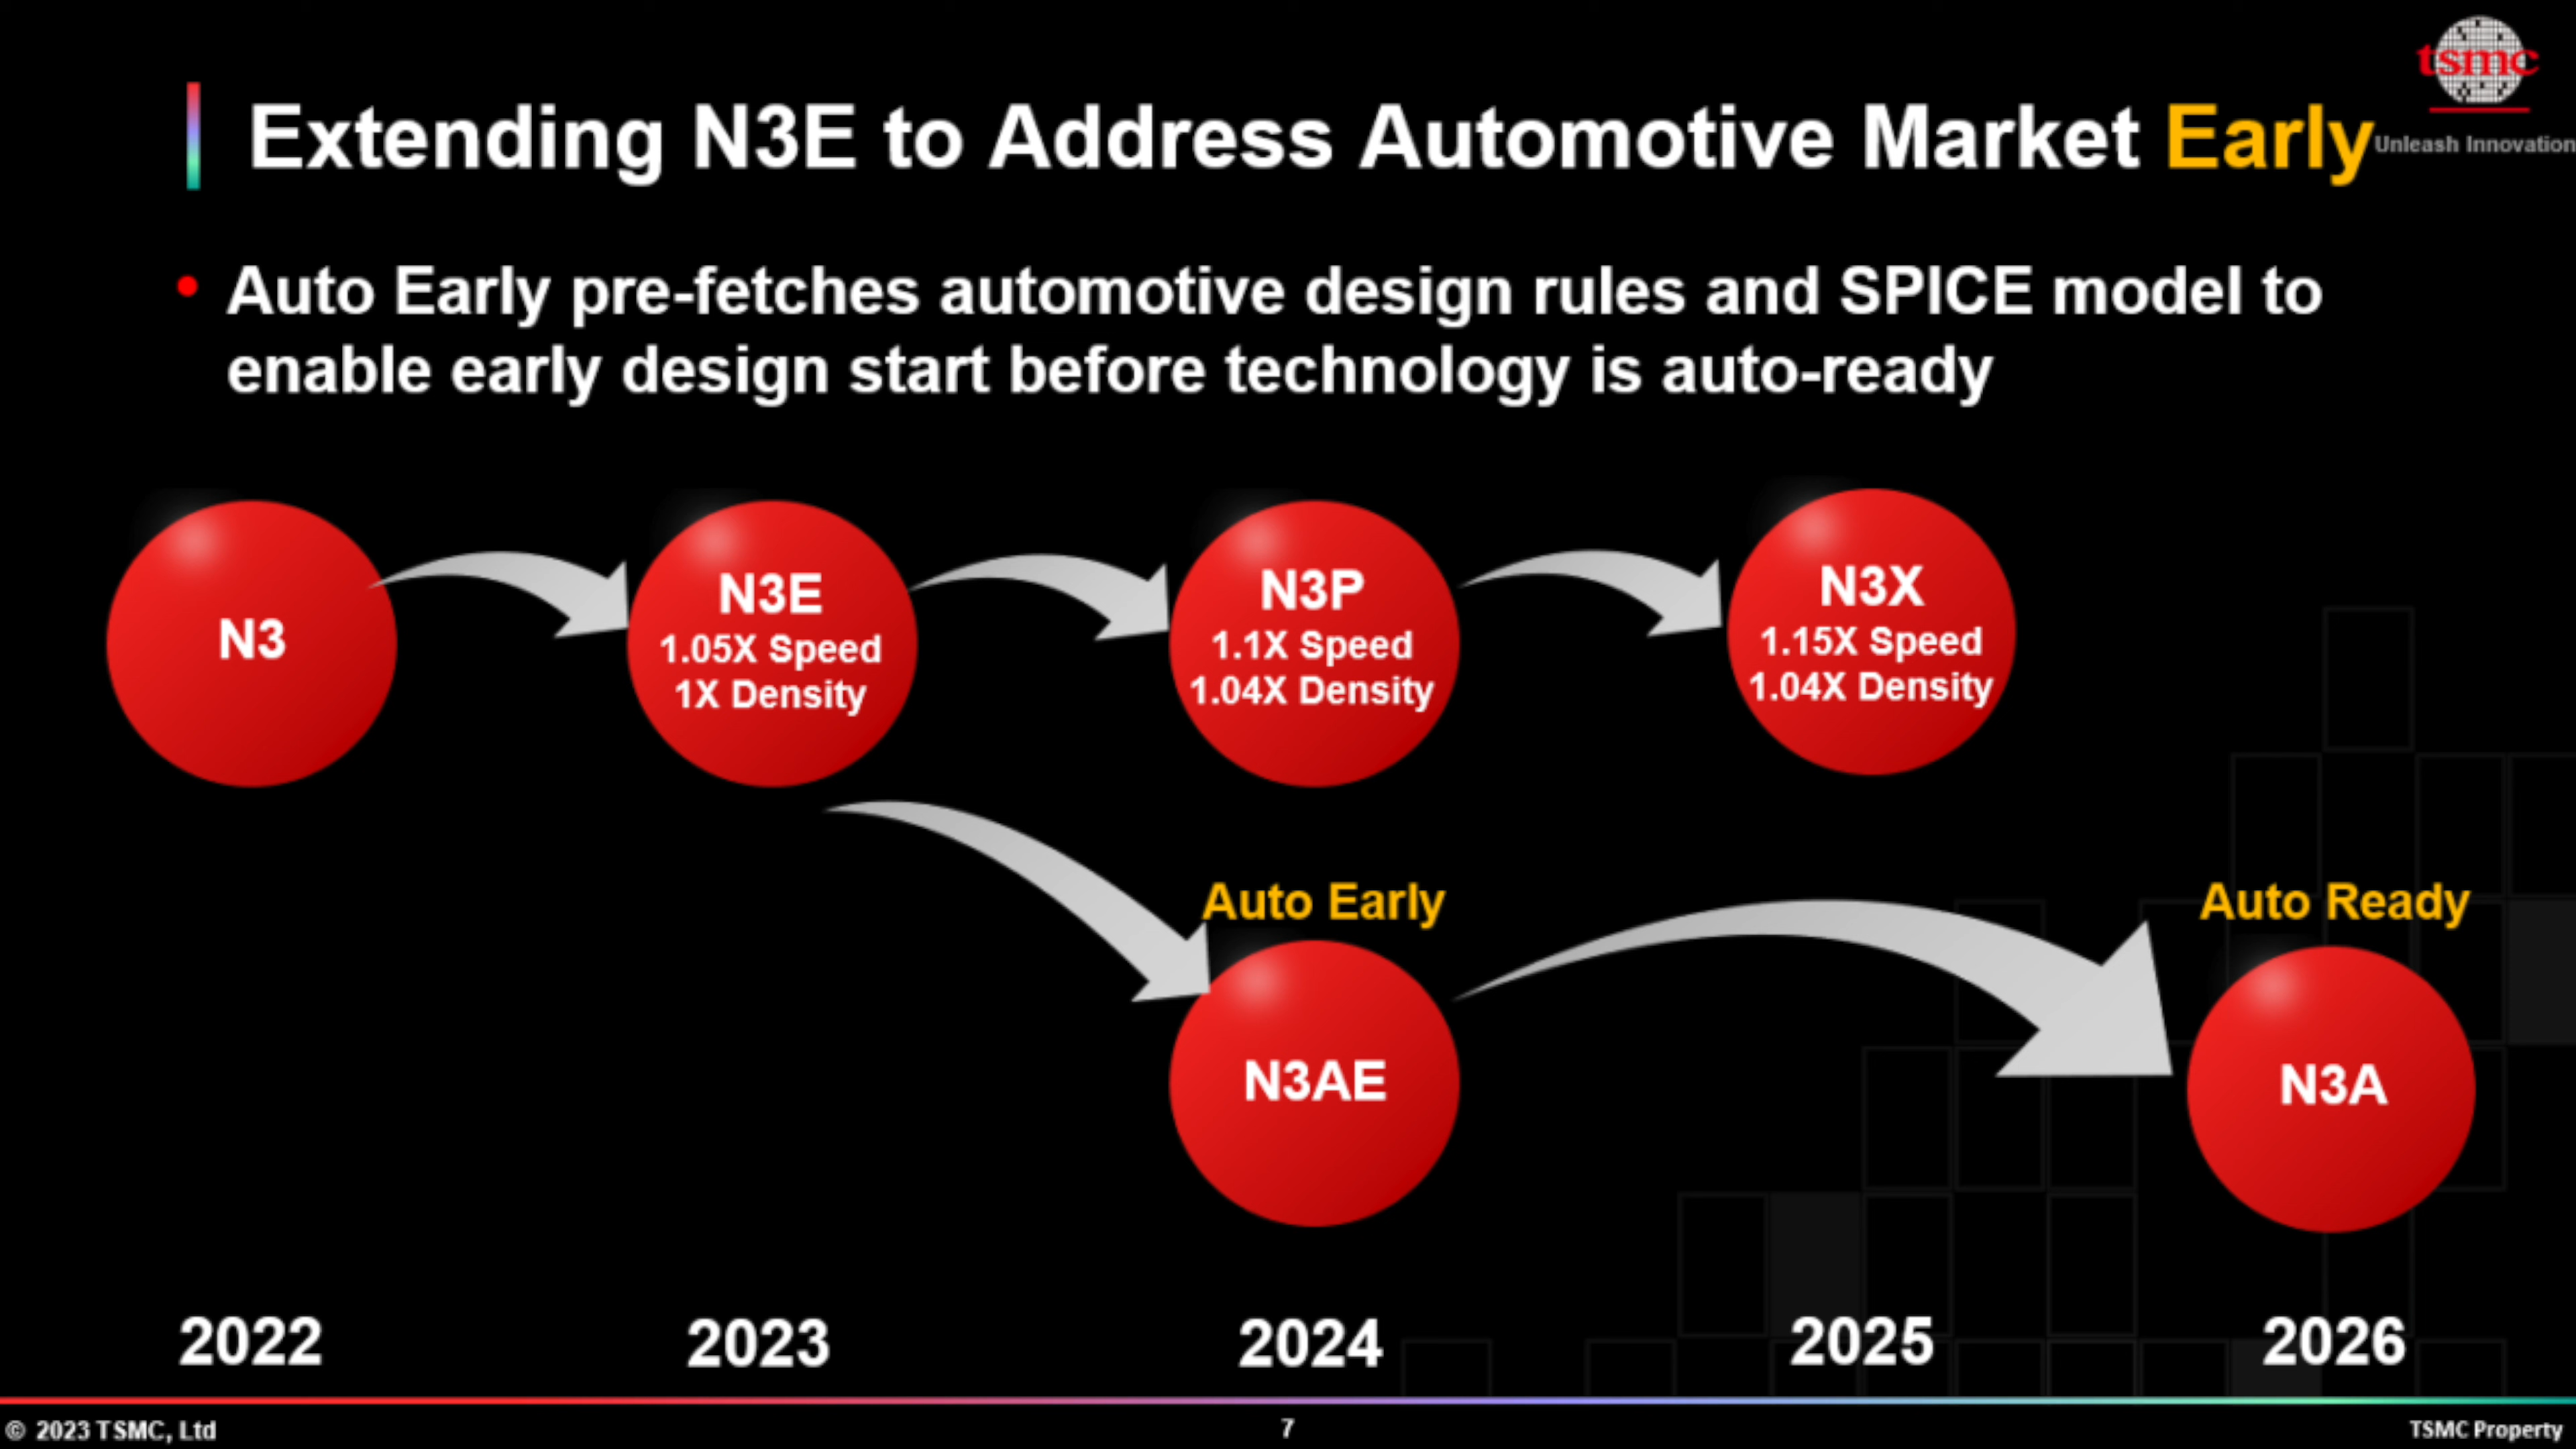 tsmc
Extending N3E to Address Automotive Market Early
Unleash Innovation
• Auto Early pre-fetches automotive design rules and SPICE model to
enable early design start before technology is auto-ready
N3
N3E
1.05X Speed
1X Density
N3P
1.1X Speed
1.04X Density
N3X
1.15X Speed
1.04X Density
Auto Early
N3AE
Auto Ready
N3A
2022
2023
2024
2025
2026
© 2023 TSMC, Ltd
7
TSMC Property